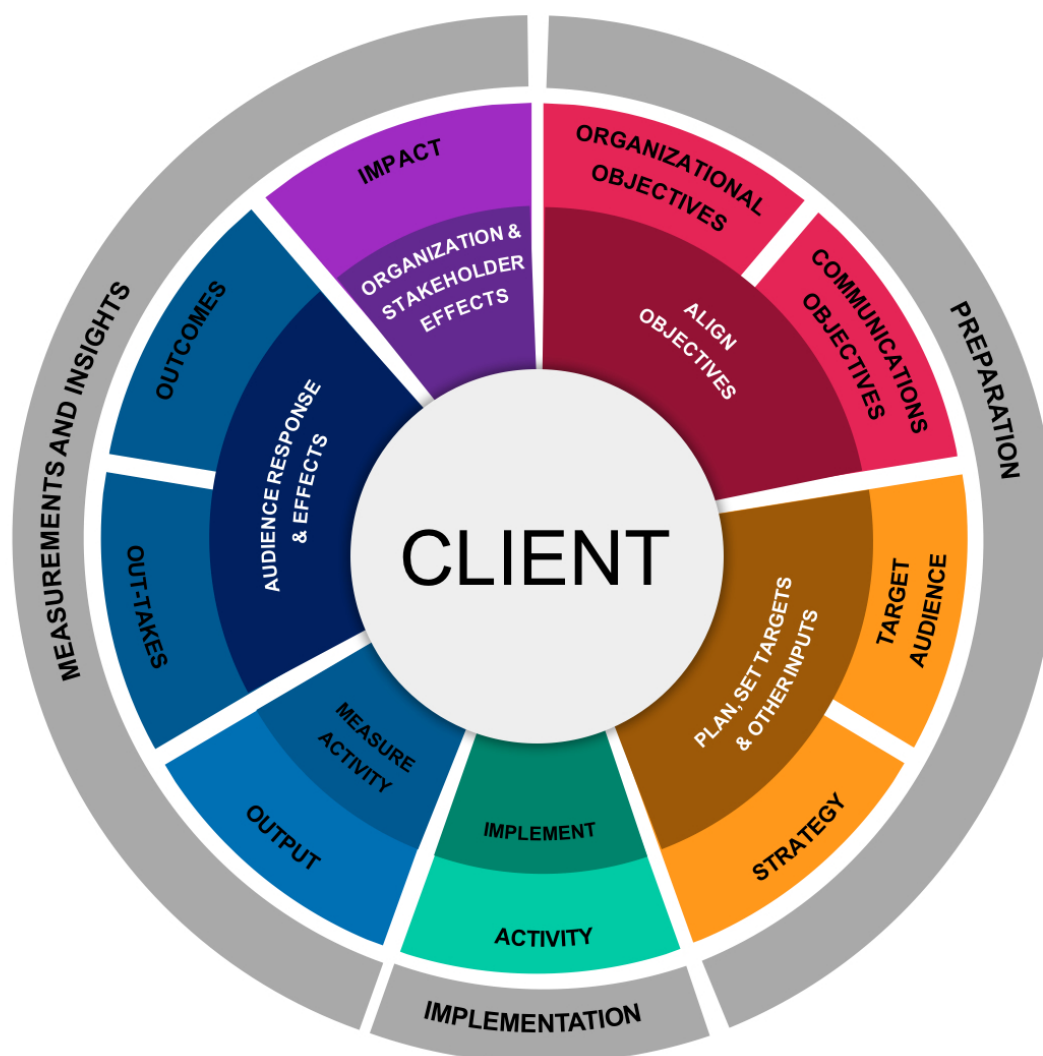 CLIENT
ORGANIZATIONAL
OBJECTIVES
COMMUNICATIONS
OBJECTIVES
ALIGN
OBJECTIVES
PREPARATION
TARGET
AUDIENCE
STRATEGY
PLAN, SET TARGETS
& OTHER INPUTS
IMPLEMENT
ACTIVITY
IMPLEMENTATION
MEASURE
ACTIVITY
OUTPUT
OUT-TAKES
OUTCOMES
AUDIENCE RESPONSE
& EFFECTS
MEASUREMENTS AND INSIGHTS
IMPACT
ORGANIZATION &
STAKEHOLDER
EFFECTS